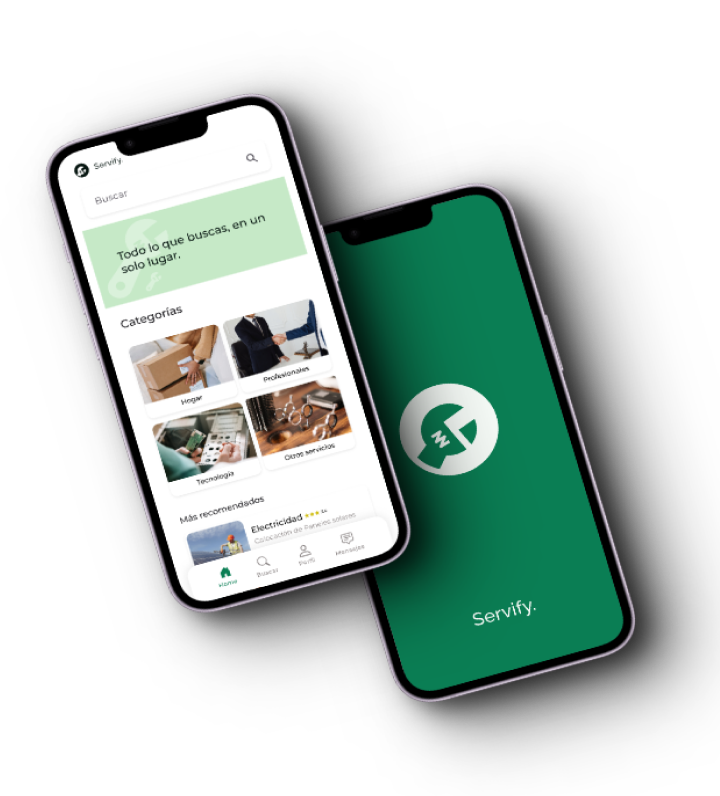 Servify.
Buscar
Todo lo que buscas, en un
solo lugar.
Categorías
Hogar
Profesionales
Tecnología
Otros servicios
Más recomendados
Electricidad
Colocación de Paneles solares
Home
Buscar
Perfil
Mensajes
Servify.